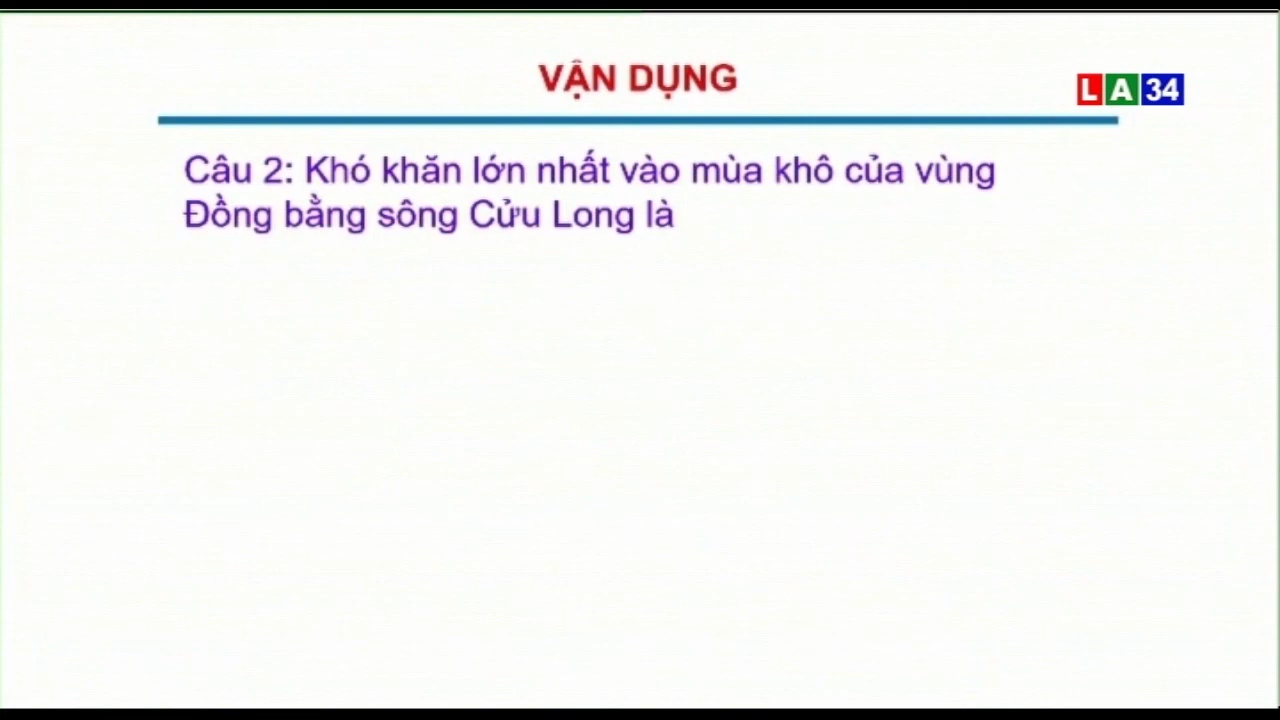 VẬN DỤNG
LA34
Câu 2: Khó khăn lớn nhất vào mùa khô của vùng
Đồng bằng sông Cửu Long là